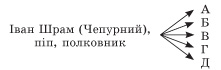 Іван Шрам (Чепурний),
піп, полковник
А
Б
В
Г
Д